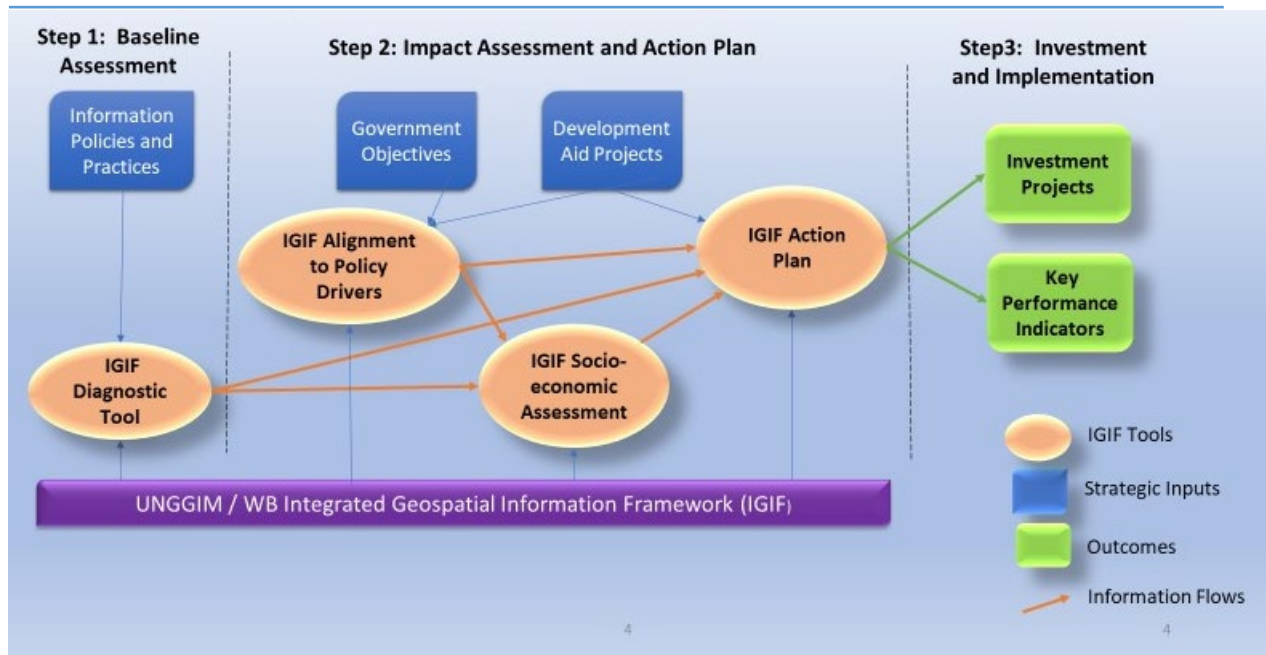 Step 1:  Baseline
Assessment
Step 2: Impact Assessment and Action Plan
Step3:  Investment
and Implementation
Information
Policies and
Practices
Government
Objectives
Development
Aid Projects
Investment
Projects
IGIF Alignment
to Policy
Drivers
IGIF Action
Plan
Key
Performance
Indicators
IGIF
Diagnostic
Tool
IGIF Socio-
economic
Assessment
IGIF Tools
Strategic Inputs
Outcomes
Information Flows
UNGGIM / WB Integrated Geospatial Information Framework (IGIF)
4
4